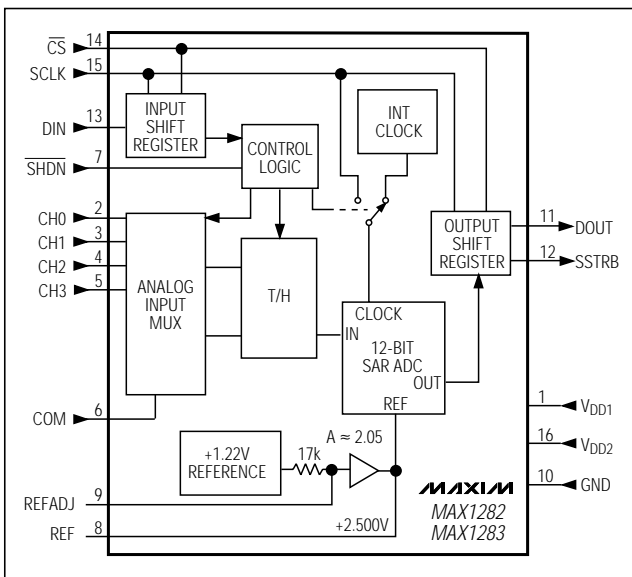 CS 14
SCLK 15
DIN 13
SHDN 7
CH0 2
CH1 3
CH2 4
CH3 5
COM 6
REFADJ 9
REF 8
INPUT
SHIFT
REGISTER
CONTROL
LOGIC
INT
CLOCK
ANALOG
INPUT
MUX
T/H
CLOCK
IN
12-BIT
SAR ADC
OUT
REF
OUTPUT
SHIFT
REGISTER
+1.22V
REFERENCE
17k
A ≈ 2.05
+2.500V
11 DOUT
12 SSTRB
1 VDD1
16 VDD2
10 GND
MAXIM
MAX1282
MAX1283